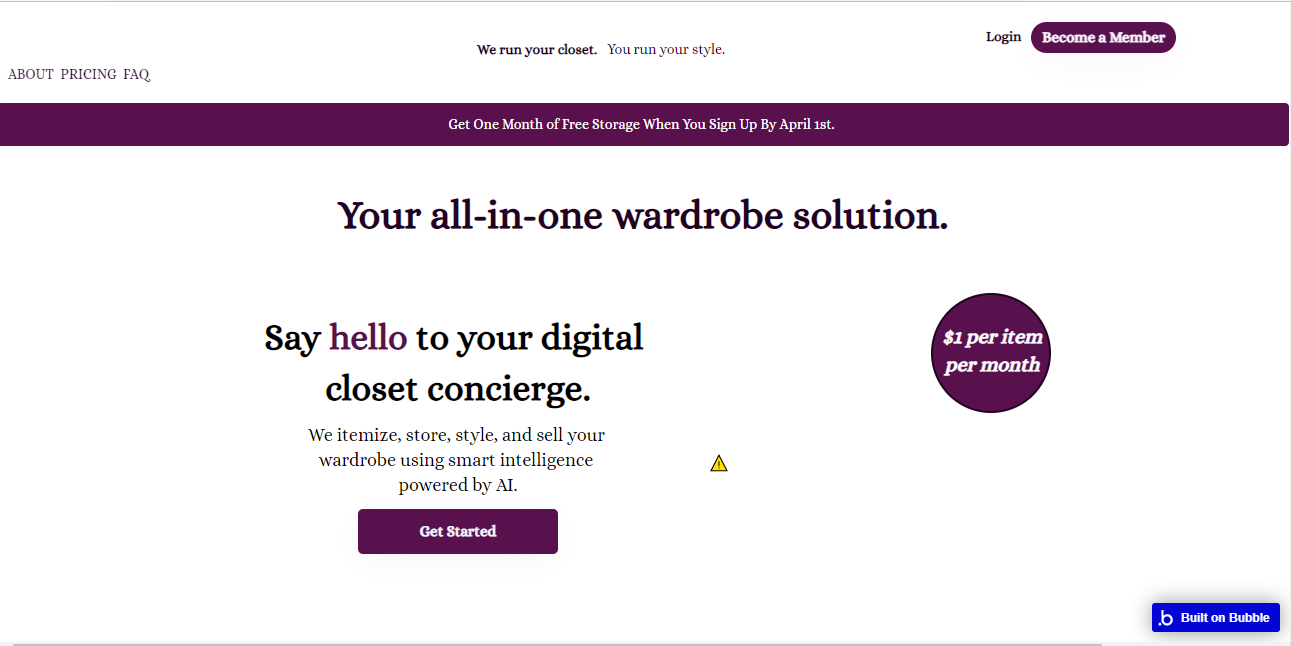 Login Become a Member
We run your closet. You run your style.
ABOUT PRICING FAQ
Get One Month of Free Storage When You Sign Up By April 1st.
Your all-in-one wardrobe solution.
Say hello to your digital
closet concierge.
We itemize, store, style, and sell your
wardrobe using smart intelligence
powered by AI.
Get Started
$1 per item
per month
Built on Bubble